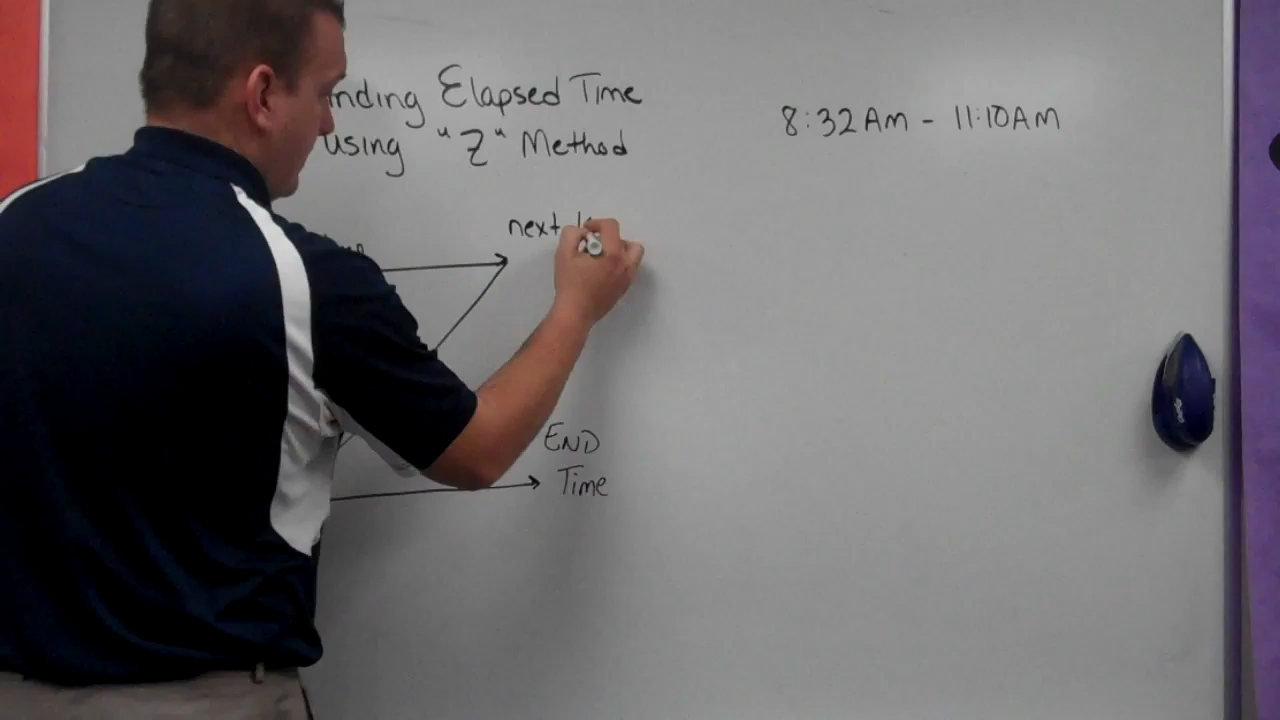 nding Elapsed Time
using "Z" Method
8:32 AM - 11:10 AM
next
END
Time